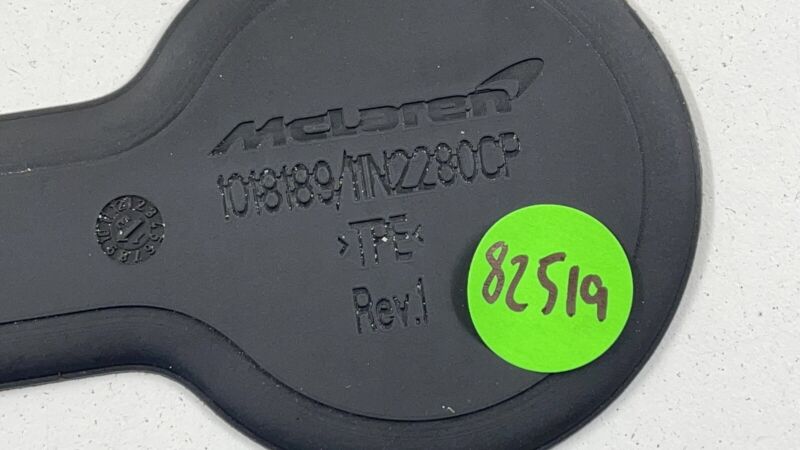 McLaren
1018189/11N2280CP
>TPE<
Rev.1
82519